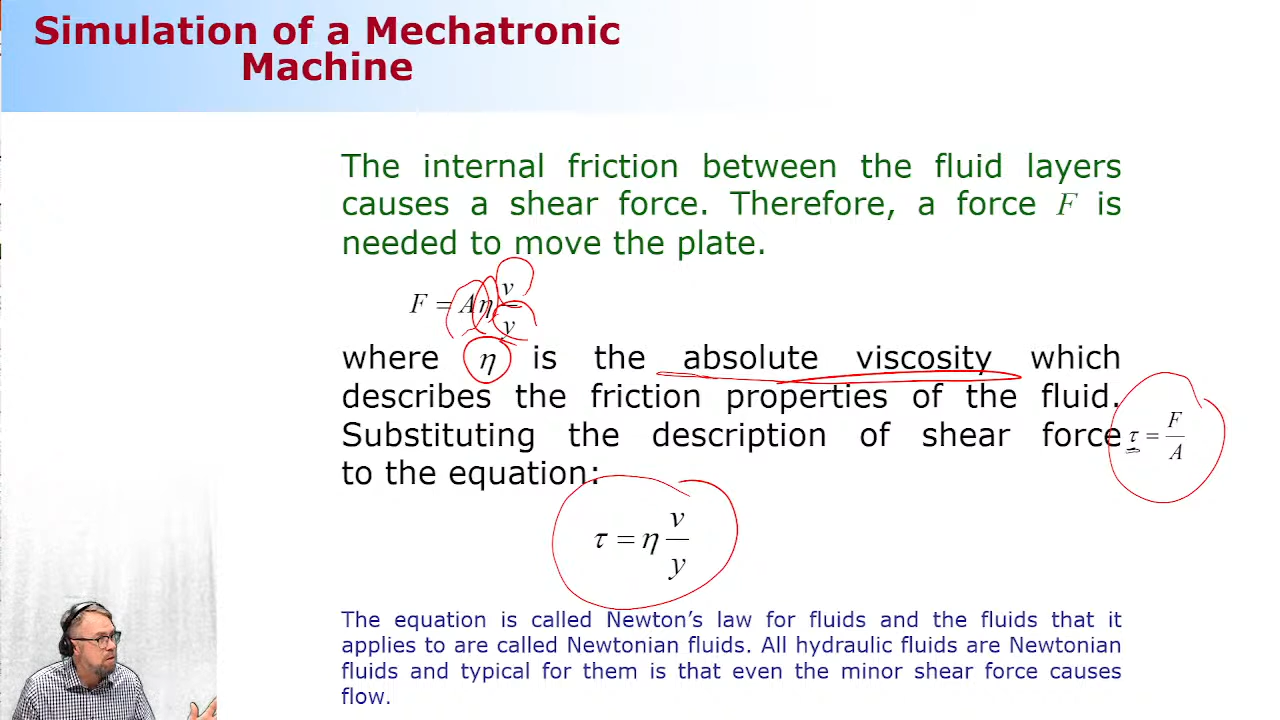 Simulation of a Mechatronic
Machine
The internal friction between the fluid layers
causes a shear force. Therefore, a force F is
needed to move the plate.
F = Aη v/y
where η is the absolute viscosity which
describes the friction properties of the fluid.
Substituting the description of shear force τ = F/A
to the equation:
τ = η v/y
The equation is called Newton’s law for fluids and the fluids that it
applies to are called Newtonian fluids. All hydraulic fluids are Newtonian
fluids and typical for them is that even the minor shear force causes
flow.